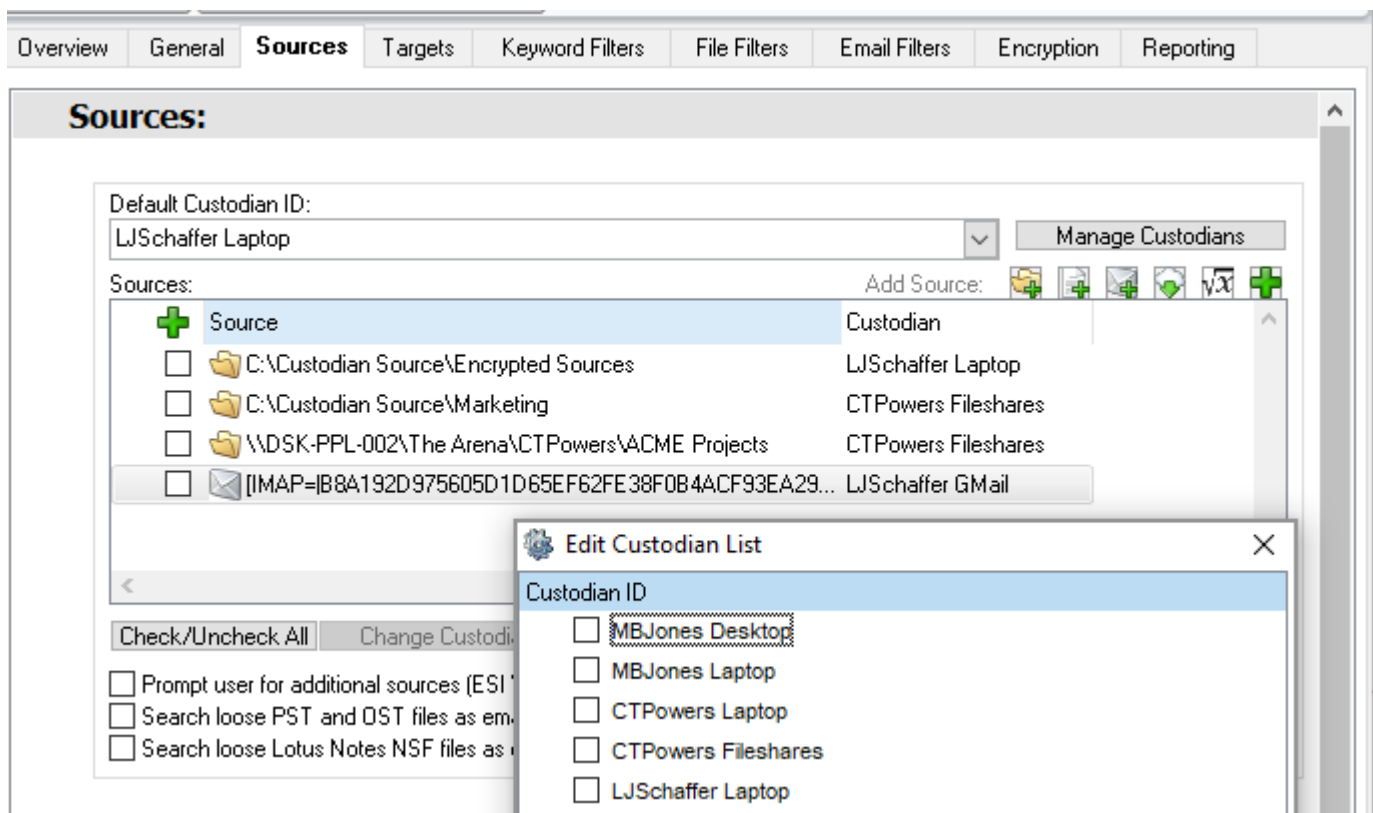 Overview General Sources Targets Keyword Filters File Filters Email Filters Encryption Reporting
Sources:
Default Custodian ID:
LJSchaffer Laptop Manage Custodians
Sources: Add Source:
Source Custodian
C:\Custodian Source\Encrypted Sources LJSchaffer Laptop
C:\Custodian Source\Marketing CTPowers Fileshares
\\DSK-PPL-002\The Arena\CTPowers\ACME Projects CTPowers Fileshares
[IMAP=|B8A192D975605D1D65EF62FE38F0B4ACF93EA29... LJSchaffer GMail
Edit Custodian List
Custodian ID
MBJones Desktop
MBJones Laptop
CTPowers Laptop
CTPowers Fileshares
LJSchaffer Laptop
Check/Uncheck All Change Custodi
Prompt user for additional sources (ESI
Search loose PST and OST files as em
Search loose Lotus Notes NSF files as